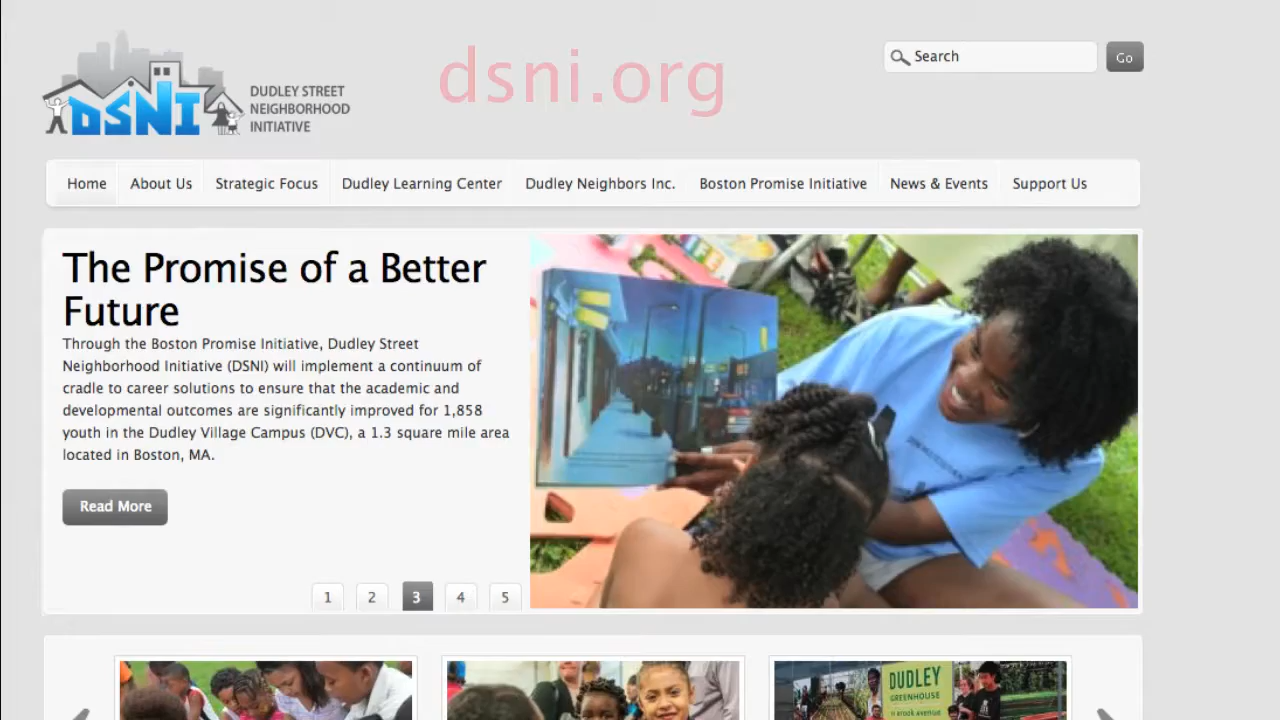 dsni.org
DSNI
DUDLEY STREET
NEIGHBORHOOD
INITIATIVE
Search
Go
Home
About Us
Strategic Focus
Dudley Learning Center
Dudley Neighbors Inc.
Boston Promise Initiative
News & Events
Support Us
The Promise of a Better
Future
Through the Boston Promise Initiative, Dudley Street
Neighborhood Initiative (DSNI) will implement a continuum of
cradle to career solutions to ensure that the academic and
developmental outcomes are significantly improved for 1,858
youth in the Dudley Village Campus (DVC), a 1.3 square mile area
located in Boston, MA.
Read More
1
2
3
4
5
DUDLEY
GREENHOUSE
11 BROOK AVENUE